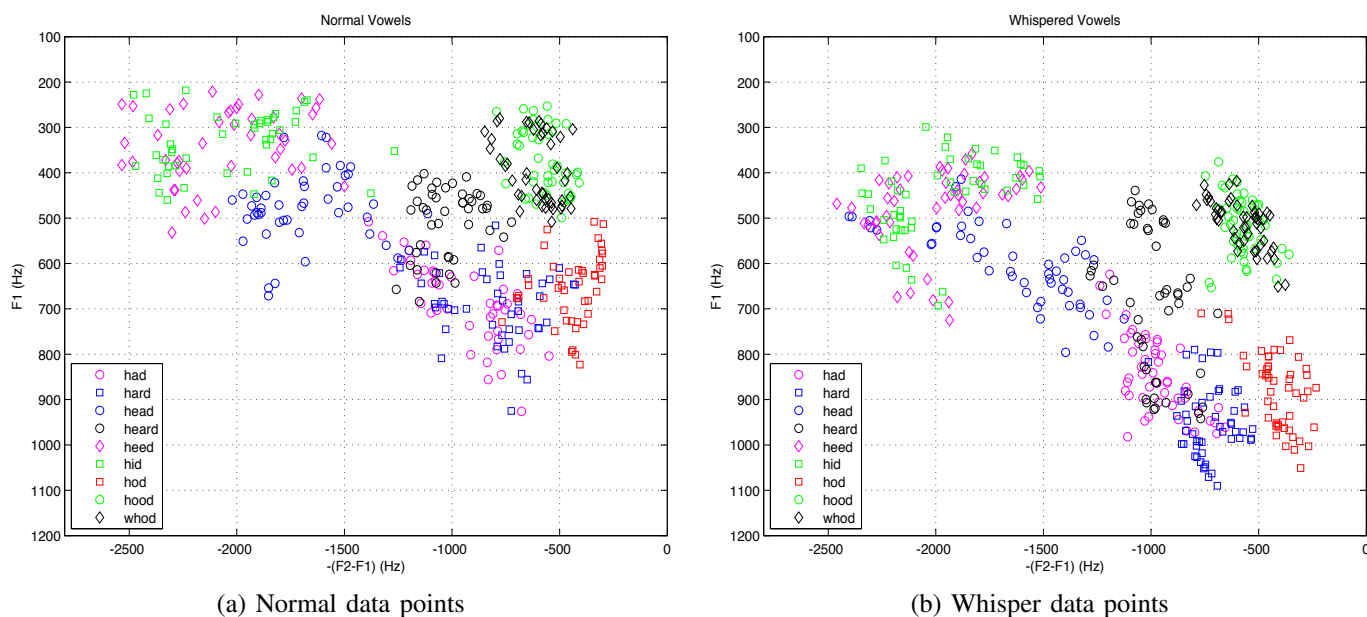 Normal Vowels
100
200
300
400
500
600
700
800
900
1000
1100
1200
F1 (Hz)
had
hard
head
heard
heed
hid
hod
hood
whod
-2500
-2000
-1500
-1000
-500
0
-(F2-F1) (Hz)
(a) Normal data points
Whispered Vowels
100
200
300
400
500
600
700
800
900
1000
1100
1200
F1 (Hz)
had
hard
head
heard
heed
hid
hod
hood
whod
-2500
-2000
-1500
-1000
-500
0
-(F2-F1) (Hz)
(b) Whisper data points